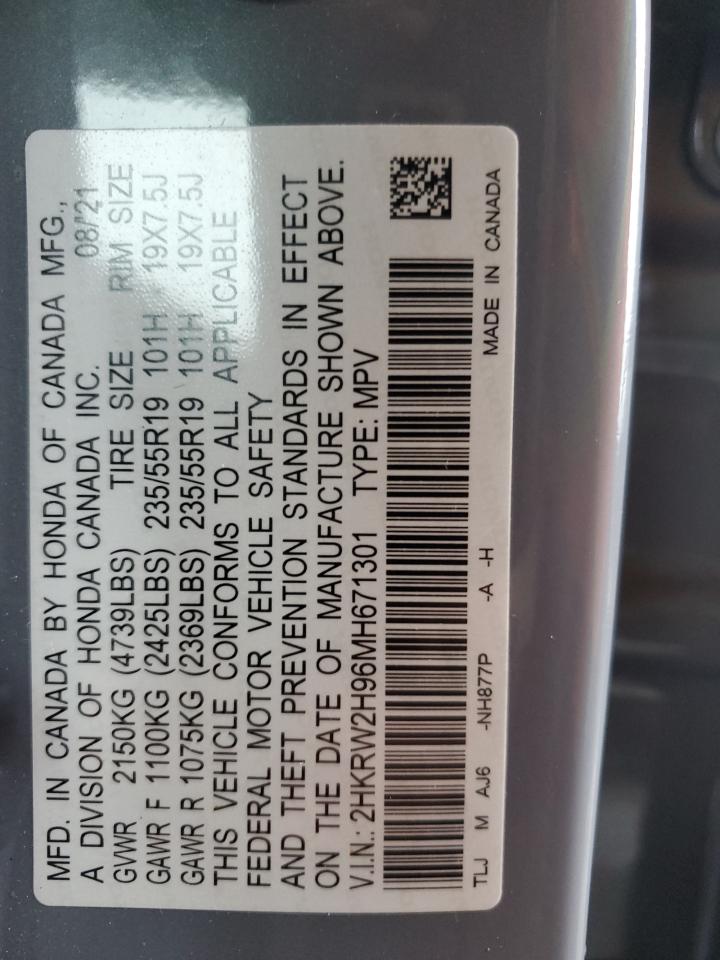 MFD. IN CANADA BY HONDA OF CANADA MFG.,
A DIVISION OF HONDA CANADA INC. 08/21
GVWR 2150KG (4739LBS) TIRE SIZE RIM SIZE
GAWR F 1100KG (2425LBS) 235/55R19 101H 19X7.5J
GAWR R 1075KG (2369LBS) 235/55R19 101H 19X7.5J
THIS VEHICLE CONFORMS TO ALL APPLICABLE
FEDERAL MOTOR VEHICLE SAFETY
AND THEFT PREVENTION STANDARDS IN EFFECT
ON THE DATE OF MANUFACTURE SHOWN ABOVE.
V.I.N.: 2HKRW2H96MH671301 TYPE: MPV
TLJ M AJ6 -NH877P -A -H MADE IN CANADA